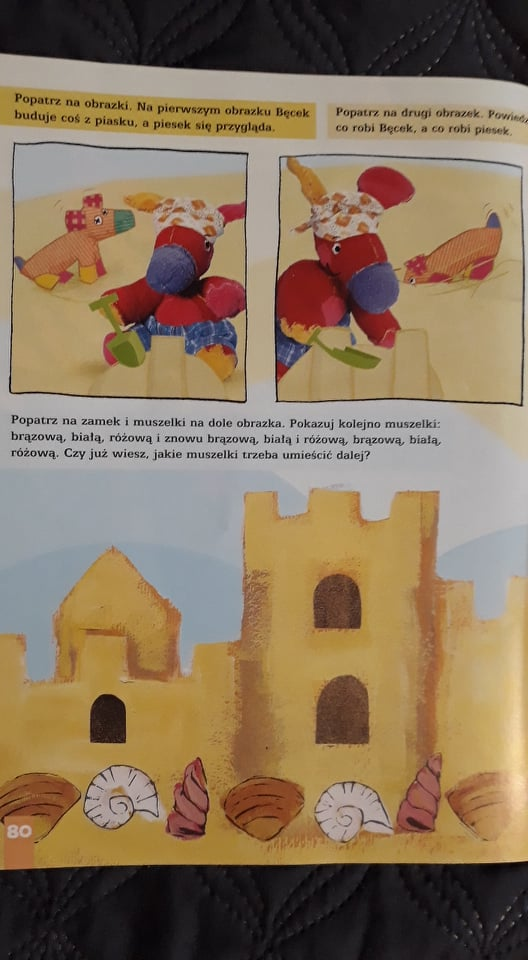 Popatrz na obrazki. Na pierwszym obrazku Bęcek
buduje coś z piasku, a piesek się przygląda.
Popatrz na drugi obrazek. Powiedz,
co robi Bęcek, a co robi piesek.
Popatrz na zamek i muszelki na dole obrazka. Pokazuj kolejno muszelki:
brązową, białą, różową i znowu brązową, białą i różową, brązową, białą,
różową. Czy już wiesz, jakie muszelki trzeba umieścić dalej?
80